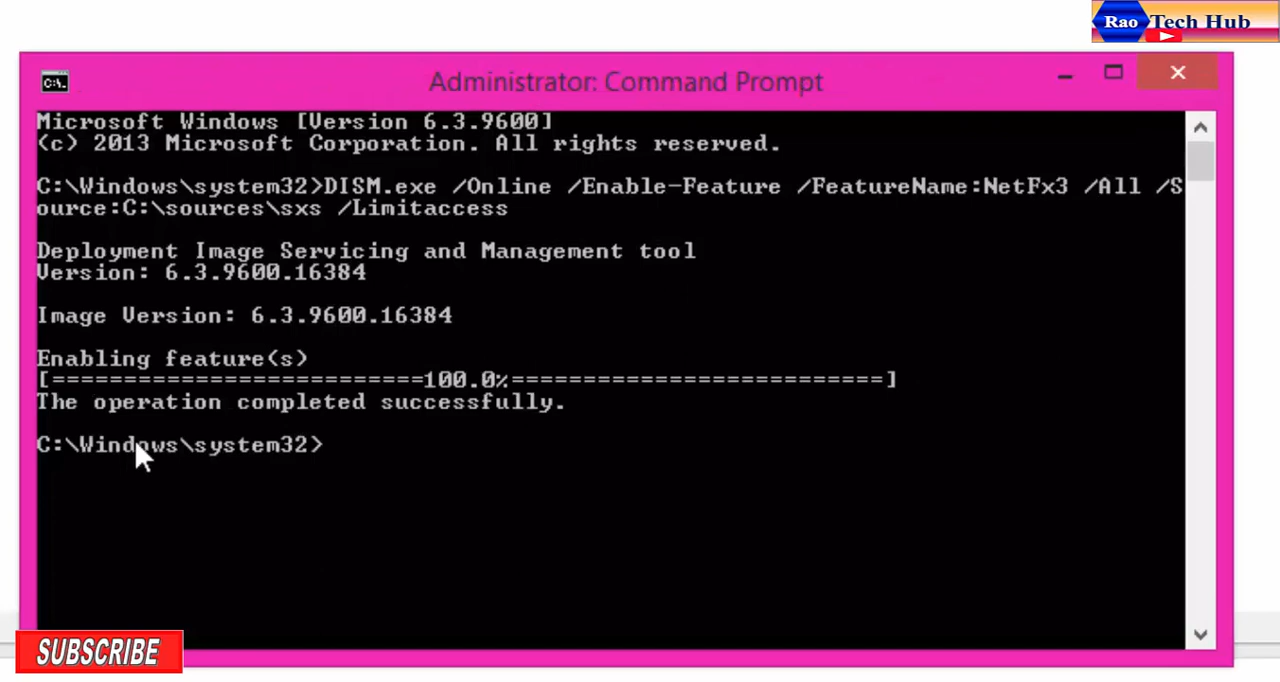 Rao Tech Hub
Administrator: Command Prompt
Microsoft Windows [Version 6.3.9600]
(c) 2013 Microsoft Corporation. All rights reserved.
C:\Windows\system32>DISM.exe /Online /Enable-Feature /FeatureName:NetFx3 /All /S
ource:C:\sources\sxs /Limitaccess
Deployment Image Servicing and Management tool
Version: 6.3.9600.16384
Image Version: 6.3.9600.16384
Enabling feature(s)
[==========================100.0%==========================]
The operation completed successfully.
C:\Windows\system32>
SUBSCRIBE